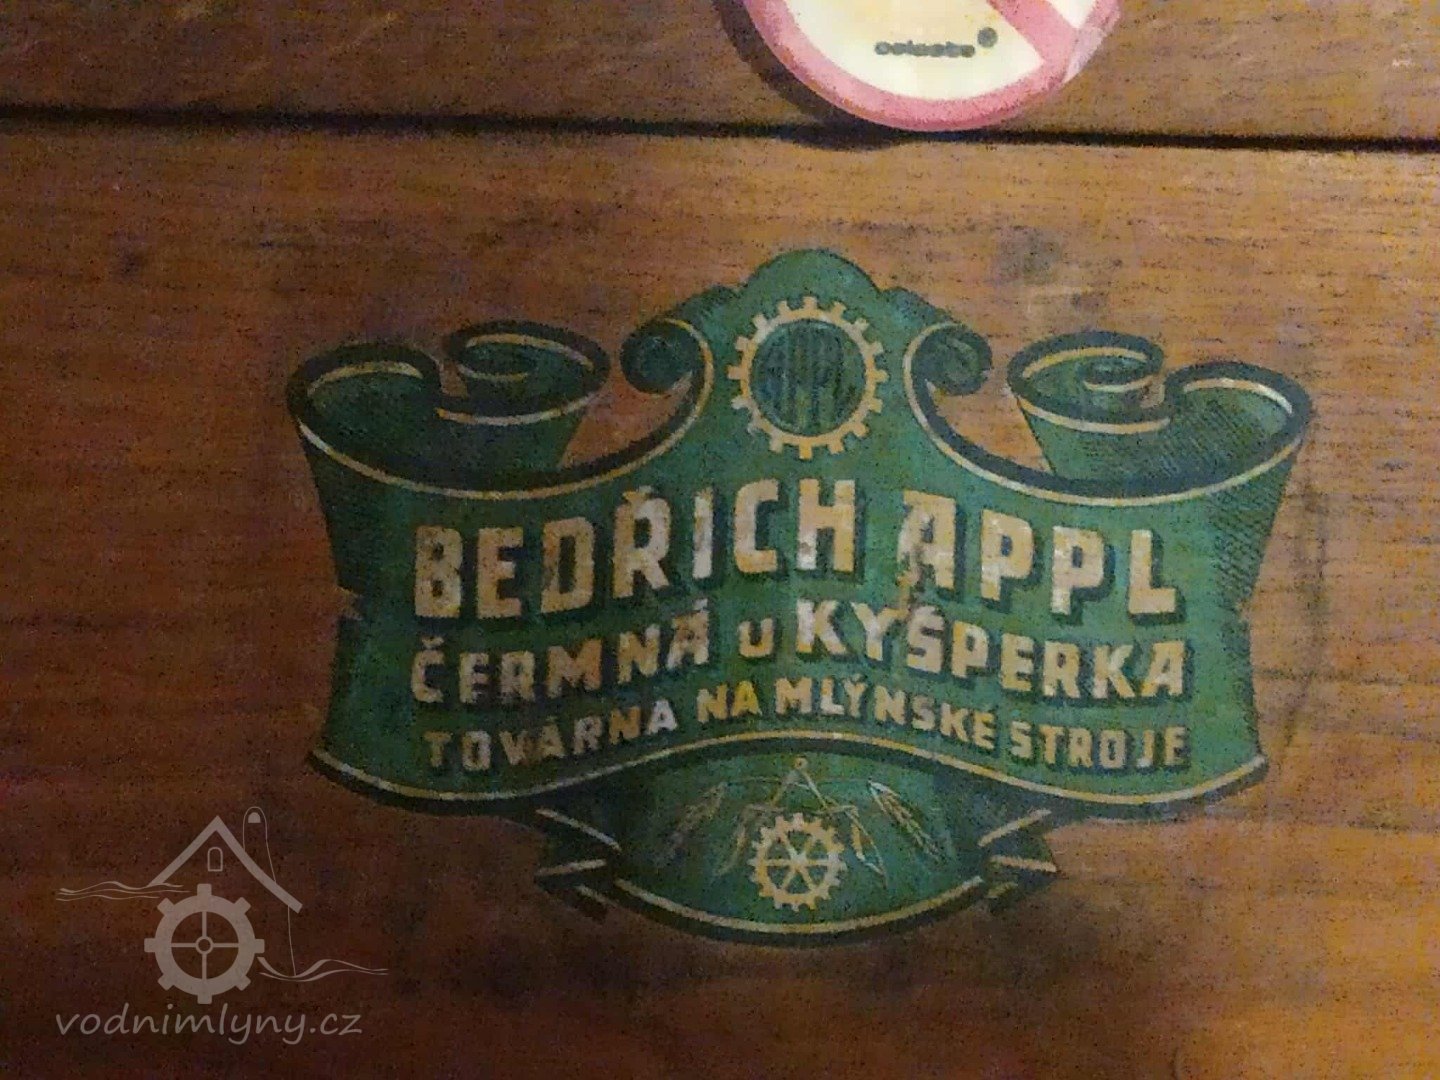 BEDŘICH APPL
ČERMNÁ U KYŠPERKA
TOVÁRNA NA MLÝNSKÉ STROJE
vodnimlyny.cz